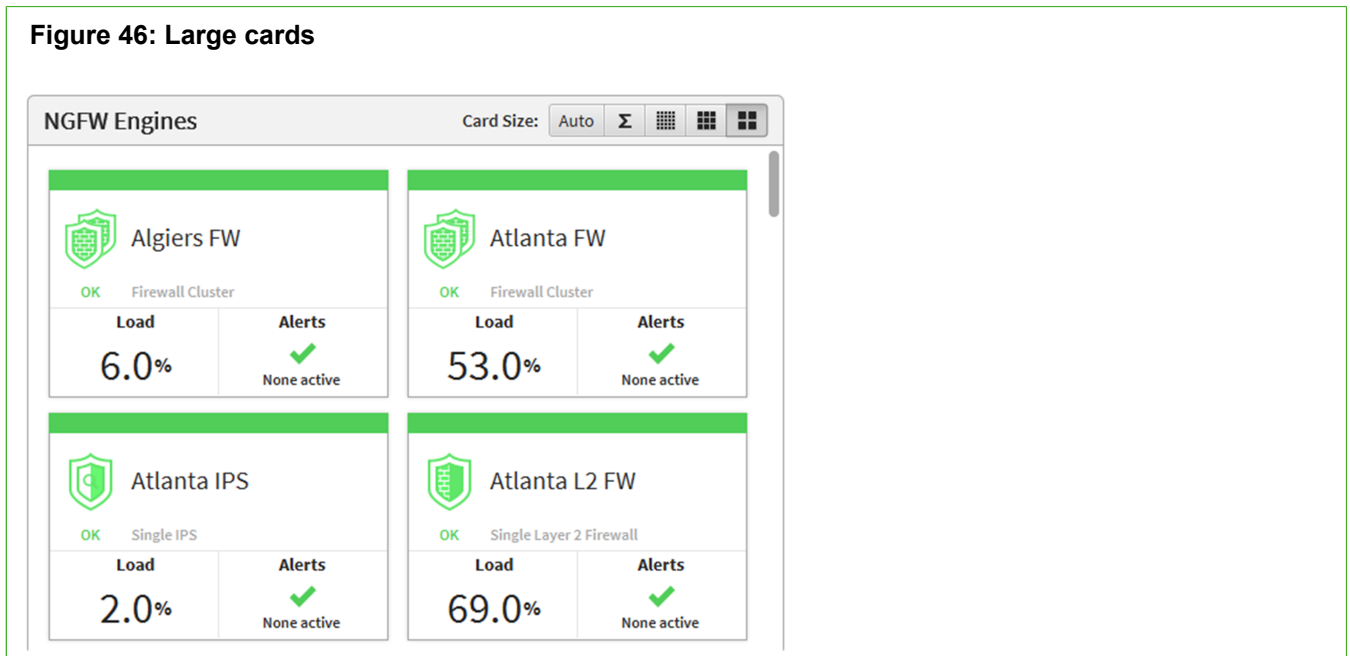 Figure 46: Large cards
NGFW Engines
Card Size: Auto Σ
Algiers FW
OK Firewall Cluster
Load Alerts
6.0% None active
Atlanta FW
OK Firewall Cluster
Load Alerts
53.0% None active
Atlanta IPS
OK Single IPS
Load Alerts
2.0% None active
Atlanta L2 FW
OK Single Layer 2 Firewall
Load Alerts
69.0% None active